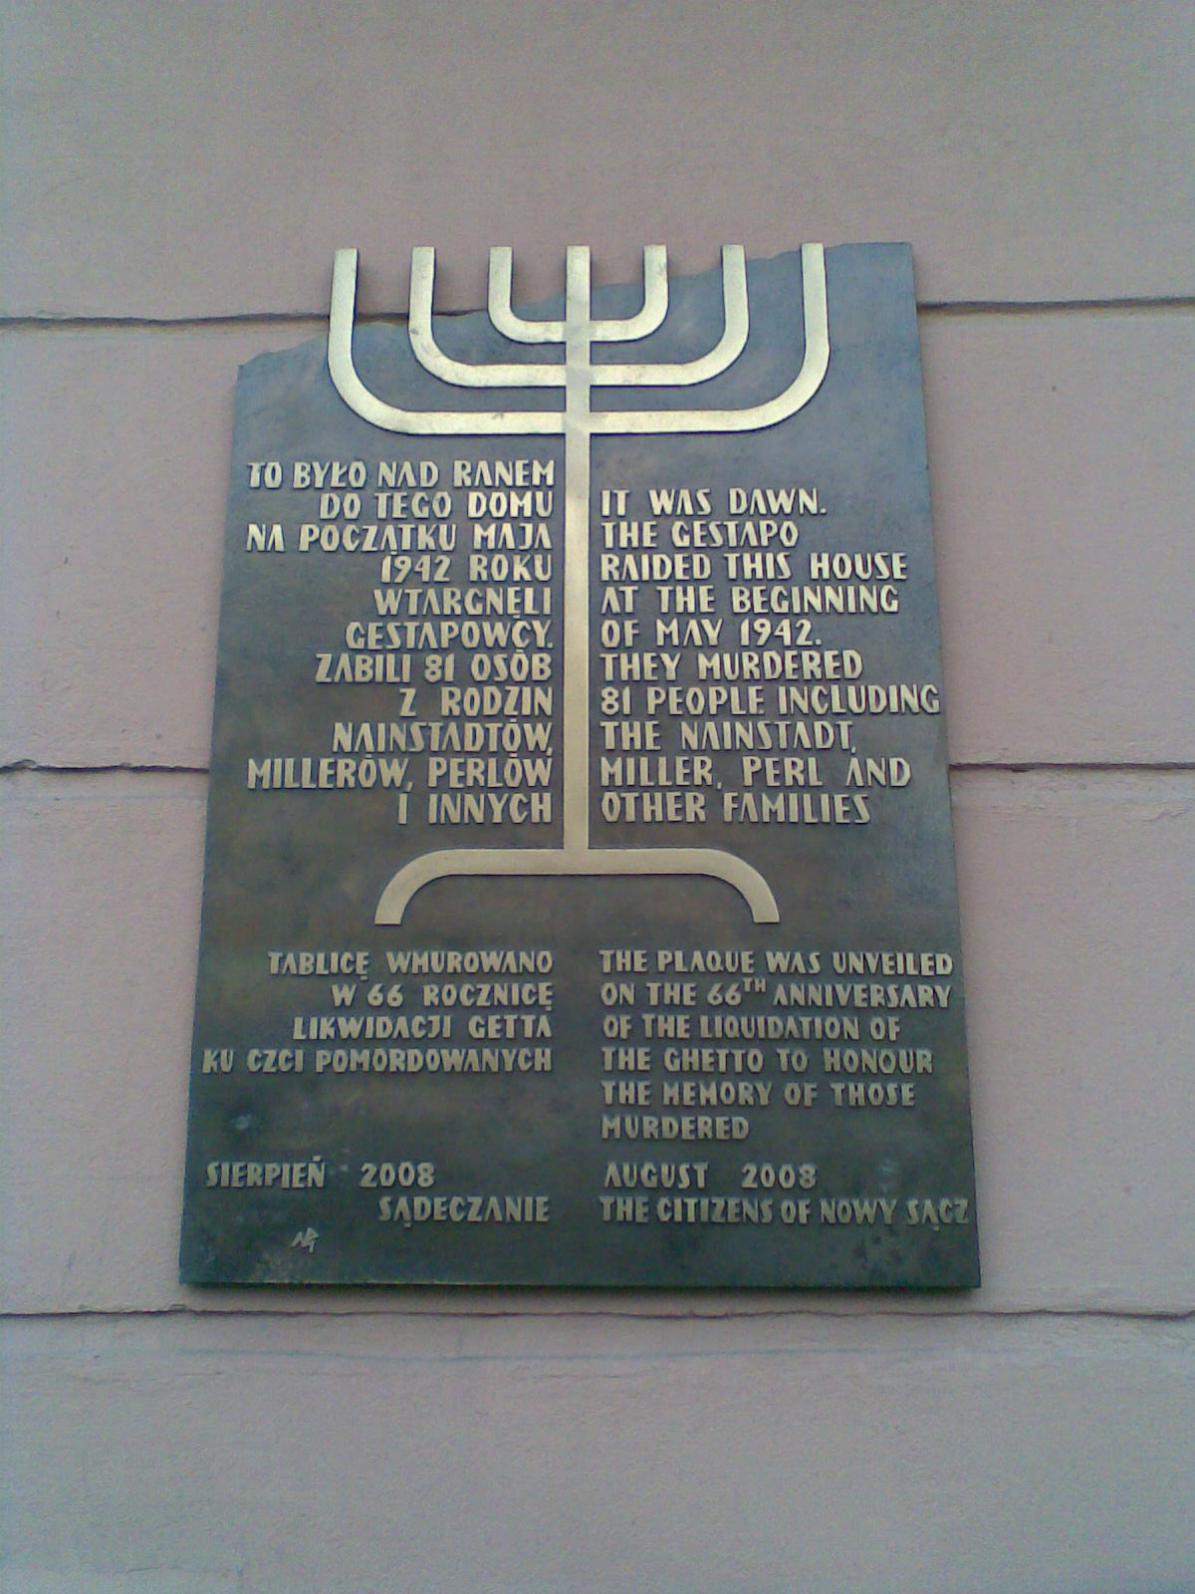 TO BYŁO NAD RANEM
DO TEGO DOMU
NA POCZĄTKU MAJA
1942 ROKU
WTARGNĘLI
GESTAPOWCY.
ZABILI 81 OSÓB
Z RODZIN
NAINSTADTÓW,
MILLERÓW, PERLÓW
I INNYCH
IT WAS DAWN.
THE GESTAPO
RAIDED THIS HOUSE
AT THE BEGINNING
OF MAY 1942.
THEY MURDERED
81 PEOPLE INCLUDING
THE NAINSTADT,
MILLER, PERL AND
OTHER FAMILIES
TABLICĘ WMUROWANO
W 66 ROCZNICĘ
LIKWIDACJI GETTA
KU CZCI POMORDOWANYCH
SIERPIEŃ 2008
SĄDECZANIE
THE PLAQUE WAS UNVEILED
ON THE 66TH ANNIVERSARY
OF THE LIQUIDATION OF
THE GHETTO TO HONOUR
THE MEMORY OF THOSE
MURDERED
AUGUST 2008
THE CITIZENS OF NOWY SĄCZ